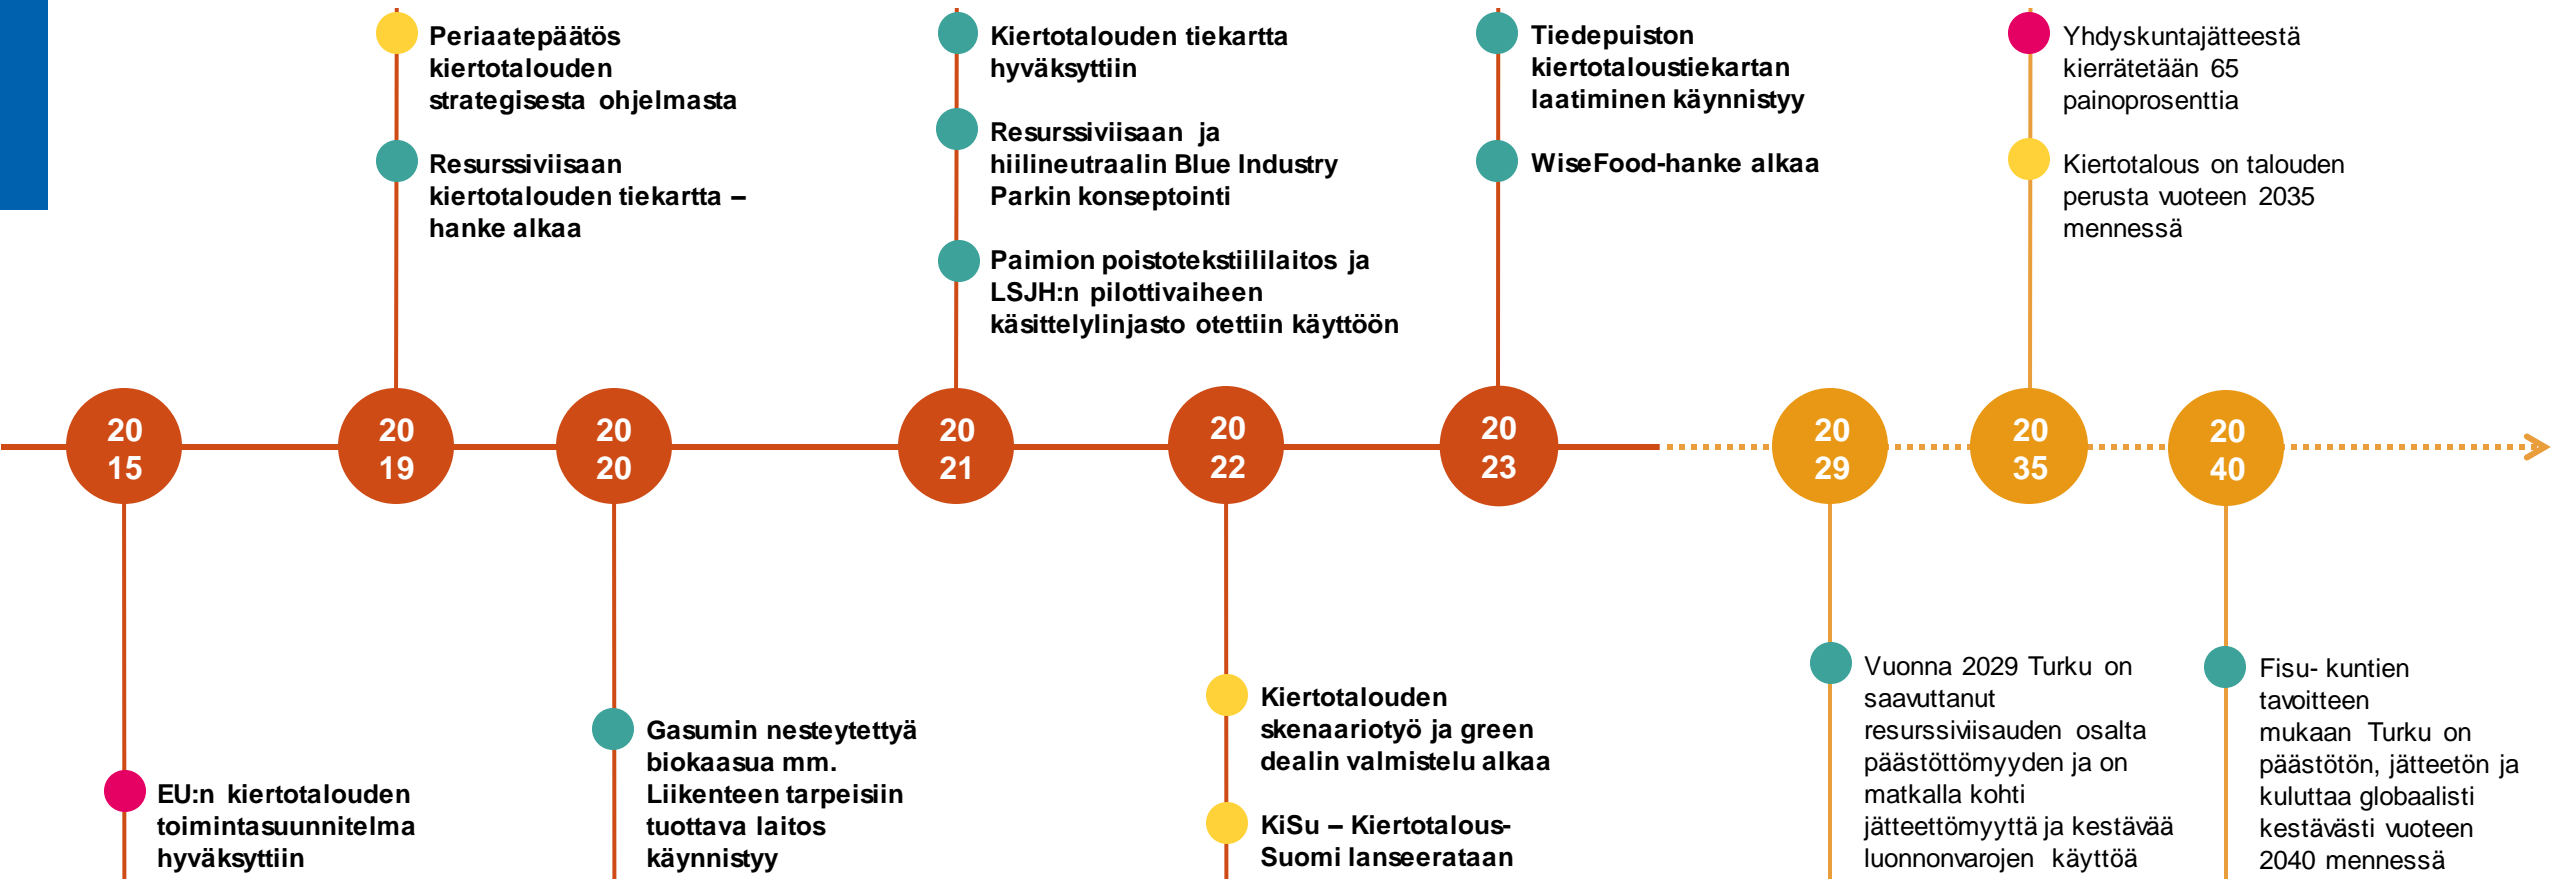 Periaatepäätös
kiertotalouden
strategisesta ohjelmasta
Resurssiviisaan
kiertotalouden tiekartta –
hanke alkaa
Kiertotalouden tiekartta
hyväksyttiin
Resurssiviisaan ja
hiilineutraalin Blue Industry
Parkin konseptointi
Paimion poistotekstiililaitos ja
LSJH:n pilottivaiheen
käsittelylinjasto otettiin käyttöön
Tiedepuiston
kiertotaloustiekartan
laatiminen käynnistyy
WiseFood-hanke alkaa
Yhdyskuntajätteestä
kierrätetään 65
painoprosenttia
Kiertotalous on talouden
perusta vuoteen 2035
mennessä
20
15
20
19
20
20
20
21
20
22
20
23
20
29
20
35
20
40
EU:n kiertotalouden
toimintasuunnitelma
hyväksyttiin
Gasumin nesteytettyä
biokaasua mm.
Liikenteen tarpeisiin
tuottava laitos
käynnistyy
Kiertotalouden
skenaariotyö ja green
dealin valmistelu alkaa
KiSu – Kiertotalous-
Suomi lanseerataan
Vuonna 2029 Turku on
saavuttanut
resurssiviisauden osalta
päästöttömyyden ja on
matkalla kohti
jätteettömyyttä ja kestävää
luonnonvarojen käyttöä
Fisu- kuntien
tavoitteen
mukaan Turku on
päästötön, jätteetön ja
kuluttaa globaalisti
kestävästi vuoteen
2040 mennessä